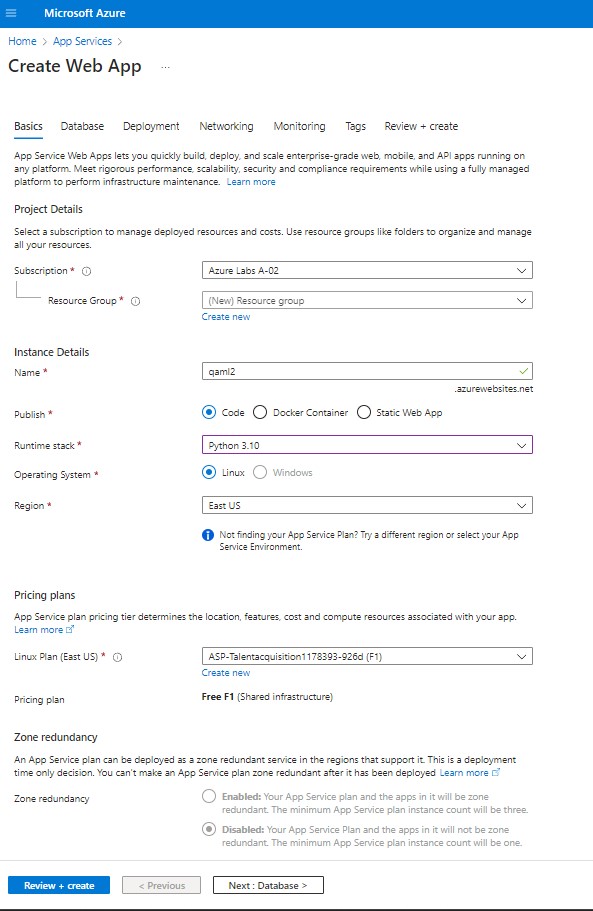 Microsoft Azure
Home > App Services >
Create Web App ...
Basics Database Deployment Networking Monitoring Tags Review + create
App Service Web Apps lets you quickly build, deploy, and scale enterprise-grade web, mobile, and API apps running on
any platform. Meet rigorous performance, scalability, security and compliance requirements while using a fully managed
platform to perform infrastructure maintenance. Learn more
Project Details
Select a subscription to manage deployed resources and costs. Use resource groups like folders to organize and manage
all your resources.
Subscription * Azure Labs A-02
Resource Group * (New) Resource group
Create new
Instance Details
Name * qaml2
.azurewebsites.net
Publish * Code Docker Container Static Web App
Runtime stack * Python 3.10
Operating System * Linux Windows
Region * East US
Not finding your App Service Plan? Try a different region or select your App
Service Environment.
Pricing plans
App Service plan pricing tier determines the location, features, cost and compute resources associated with your app.
Learn more
Linux Plan (East US) * ASP-Talentacquisition1178393-926d (F1)
Create new
Pricing plan Free F1 (Shared infrastructure)
Zone redundancy
An App Service plan can be deployed as a zone redundant service in the regions that support it. This is a deployment
time only decision. You can't make an App Service plan zone redundant after it has been deployed Learn more
Zone redundancy Enabled: Your App Service plan and the apps in it will be zone
redundant. The minimum App Service plan instance count will be three.
Disabled: Your App Service Plan and the apps in it will not be zone
redundant. The minimum App Service plan instance count will be one.
Review + create < Previous Next : Database >